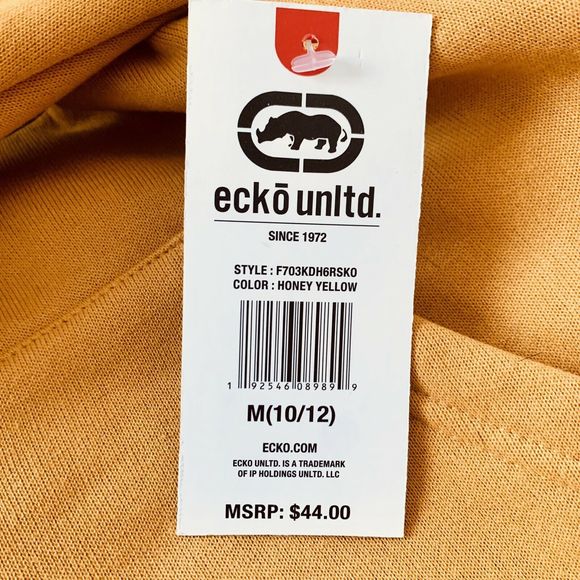 eckō unltd.
SINCE 1972
STYLE : F703KDH6RSKO
COLOR : HONEY YELLOW
1 92546 08989 9
M(10/12)
ECKO.COM
ECKO UNLTD. IS A TRADEMARK
OF IP HOLDINGS UNLTD. LLC
MSRP: $44.00